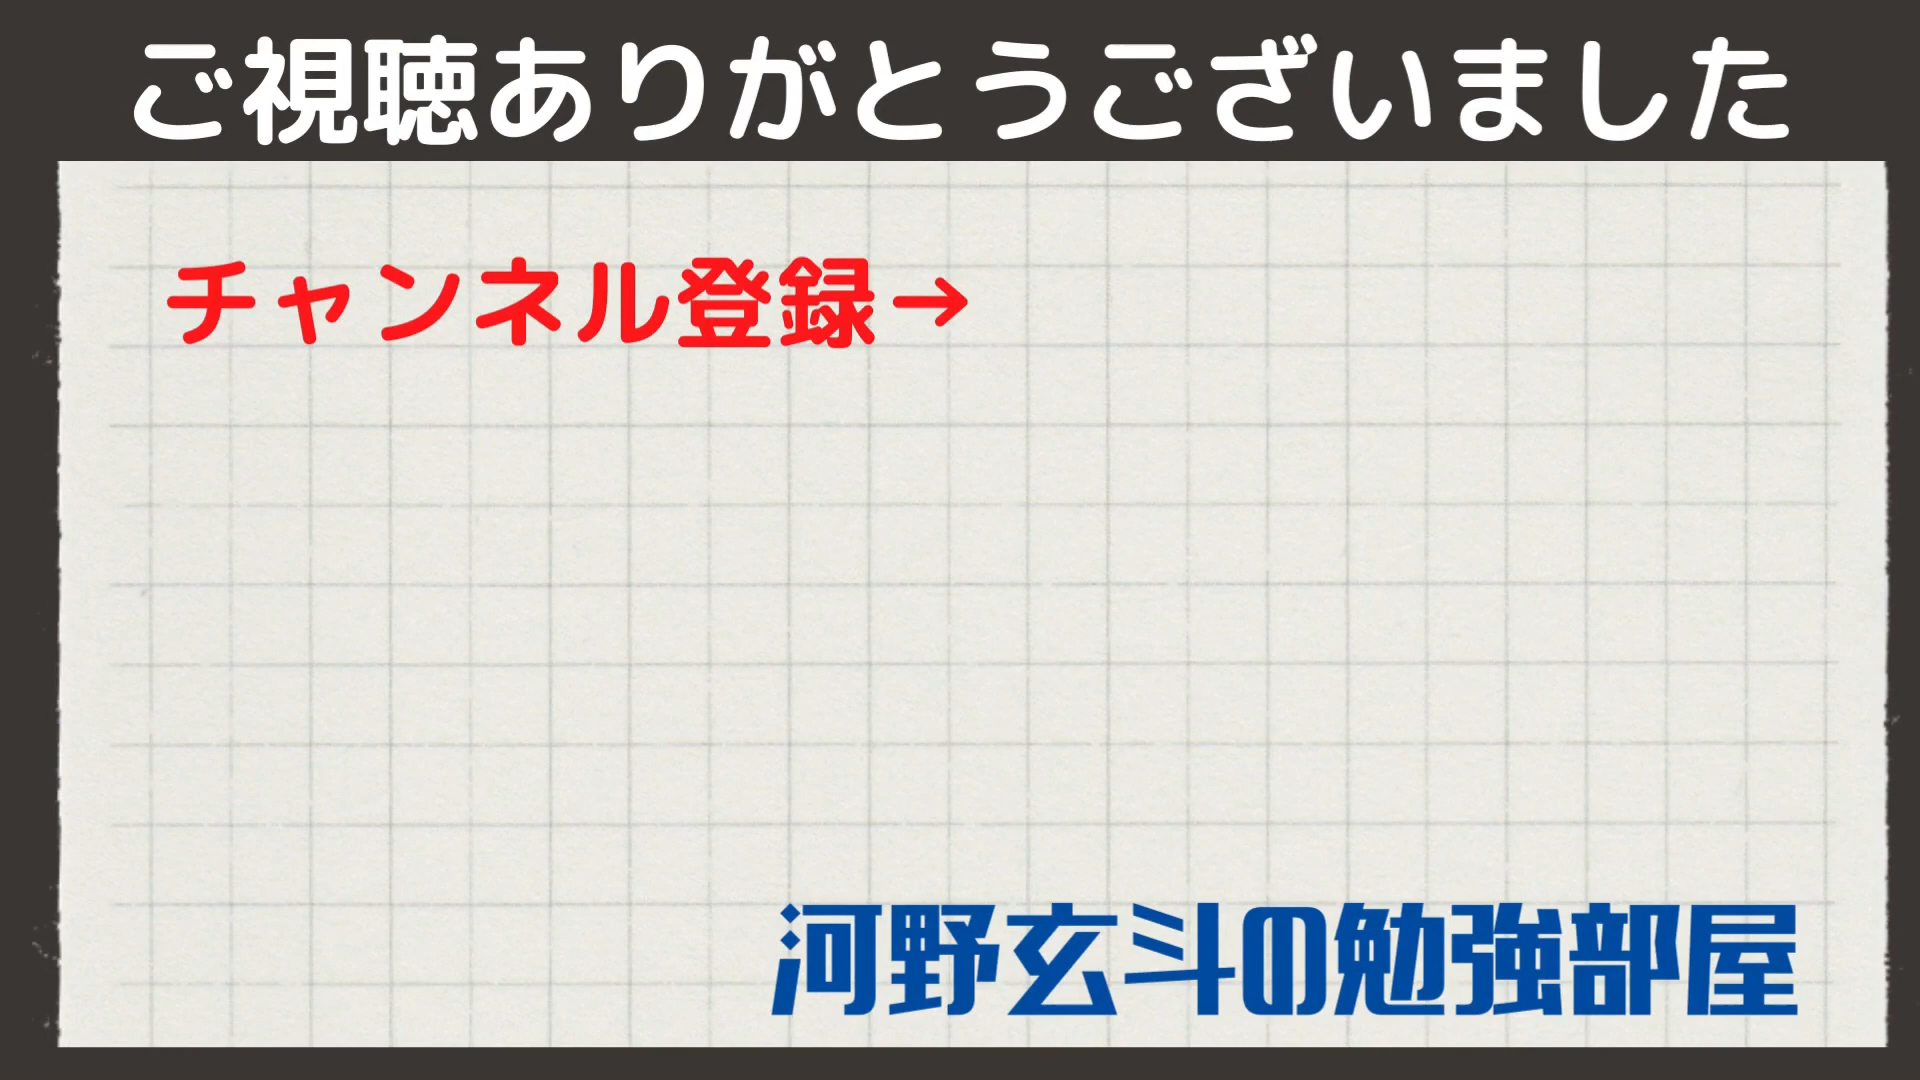 ご視聴ありがとうございました
チャンネル登録→
河野玄斗の勉強部屋